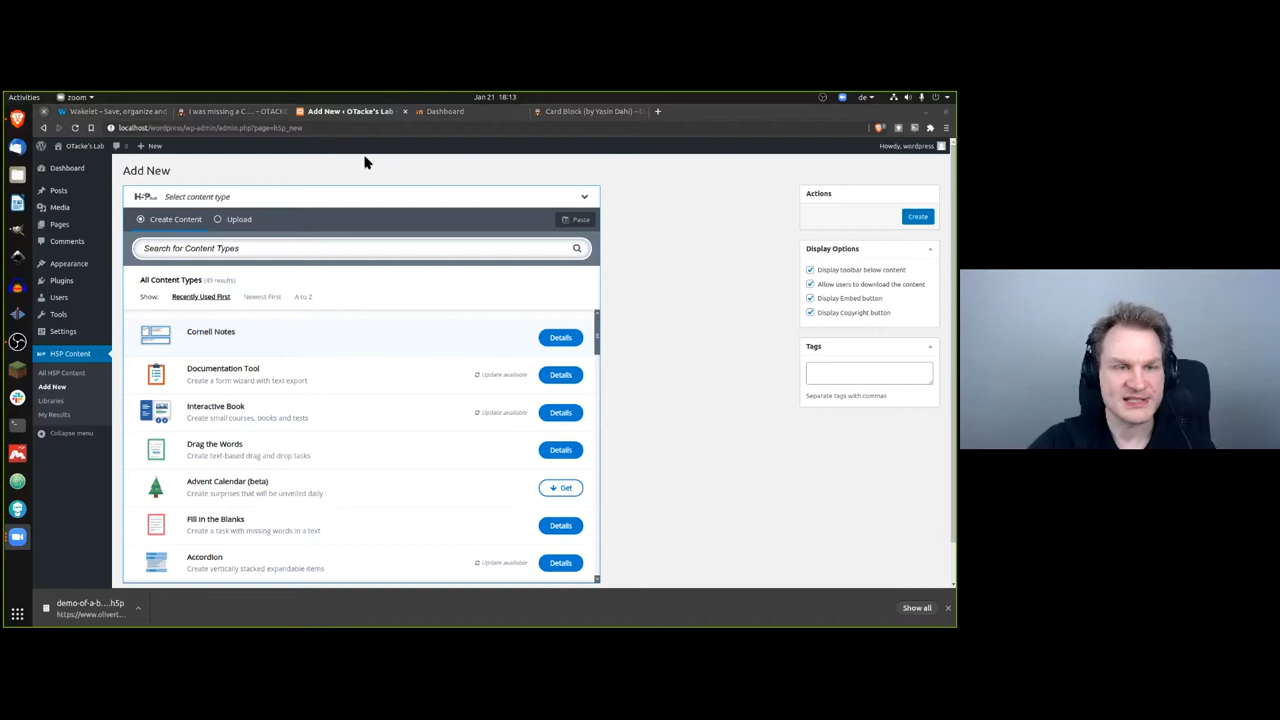 Activities
zoom
Jan 21 18:13
de
Wakelet – Save, organize and
I was missing a C ... – OTACKE
Add New ‹ OTacke's Lab
Dashboard
Card Block (by Yasin Dahi) –
localhost/wordpress/wp-admin/admin.php?page=h5p_new
OTacke's Lab
0
New
Howdy, wordpress
Dashboard
Posts
Media
Pages
Comments
Appearance
Plugins
Users
Tools
Settings
H5P Content
All H5P Content
Add New
Libraries
My Results
Collapse menu
Add New
H5P Select content type
Create Content
Upload
Paste
Search for Content Types
All Content Types (49 results)
Show:
Recently Used First
Newest First
A to Z
Cornell Notes
Details
Documentation Tool
Create a form wizard with text export
Update available
Details
Interactive Book
Create small courses, books and tests
Update available
Details
Drag the Words
Create text-based drag and drop tasks
Details
Advent Calendar (beta)
Create surprises that will be unveiled daily
Get
Fill in the Blanks
Create a task with missing words in a text
Details
Accordion
Create vertically stacked expandable items
Update available
Details
Actions
Create
Display Options
Display toolbar below content
Allow users to download the content
Display Embed button
Display Copyright button
Tags
Separate tags with commas
demo-of-a-b....h5p
https://www.olivert...
Show all